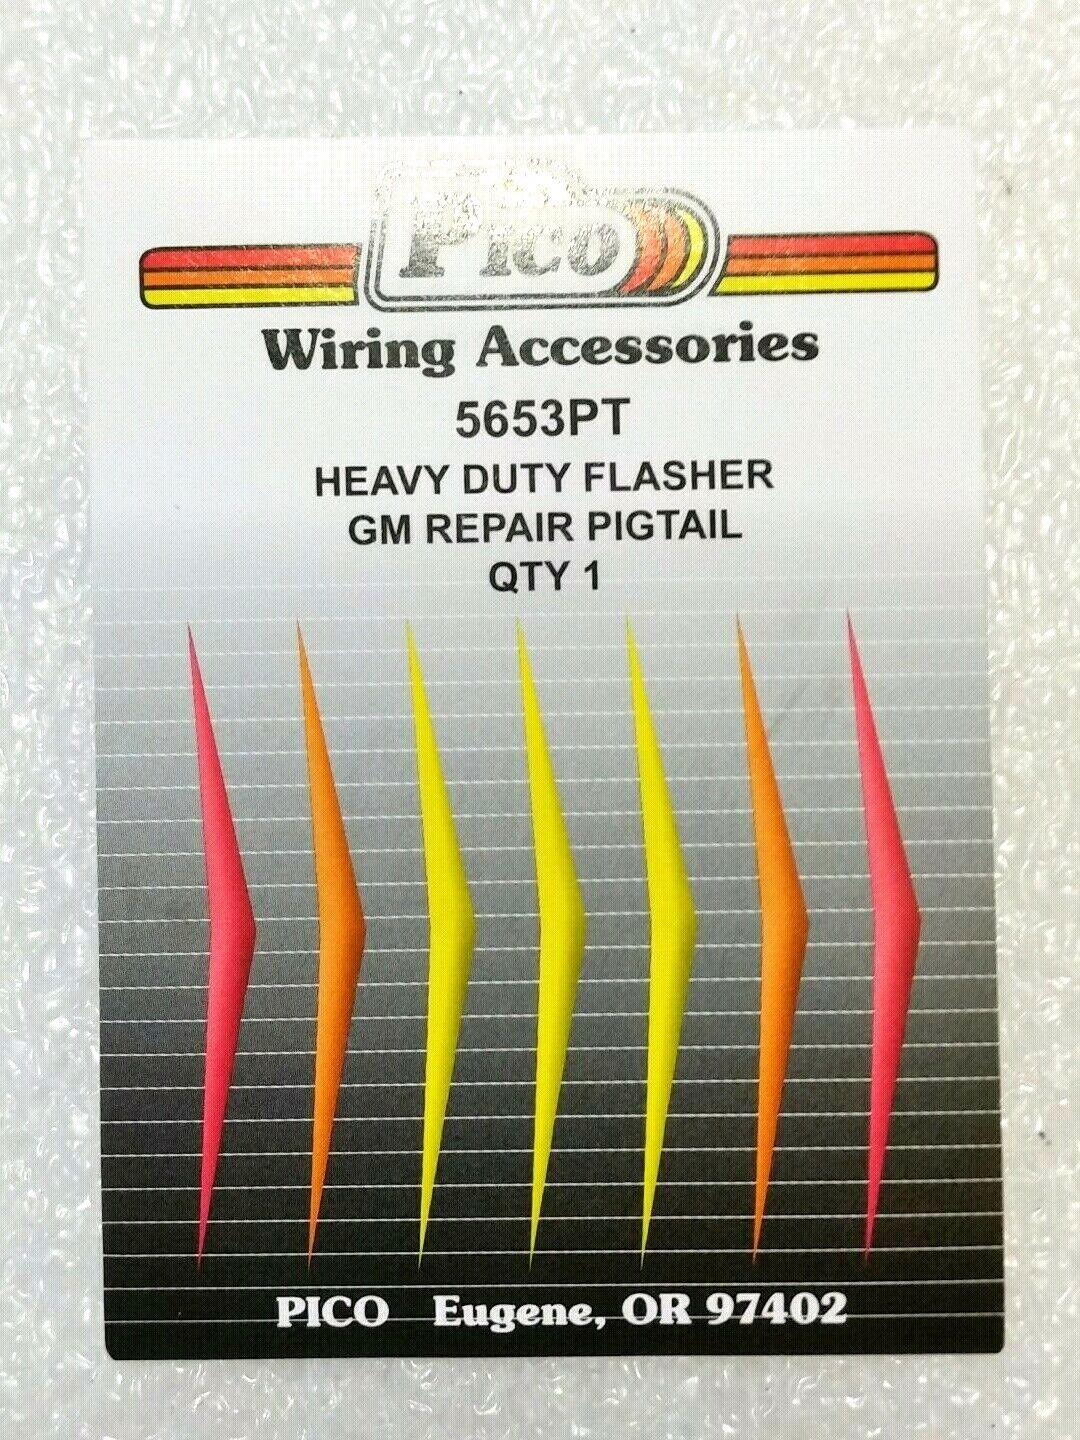 Pico
Wiring Accessories
5653PT
HEAVY DUTY FLASHER
GM REPAIR PIGTAIL
QTY 1
PICO Eugene, OR 97402